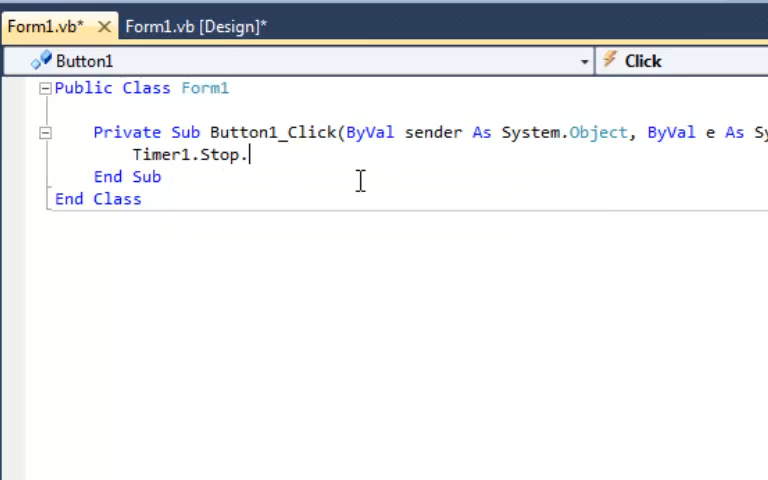 Form1.vb* Form1.vb [Design]*
Button1 Click
Public Class Form1
Private Sub Button1_Click(ByVal sender As System.Object, ByVal e As Sy
Timer1.Stop.
End Sub
End Class